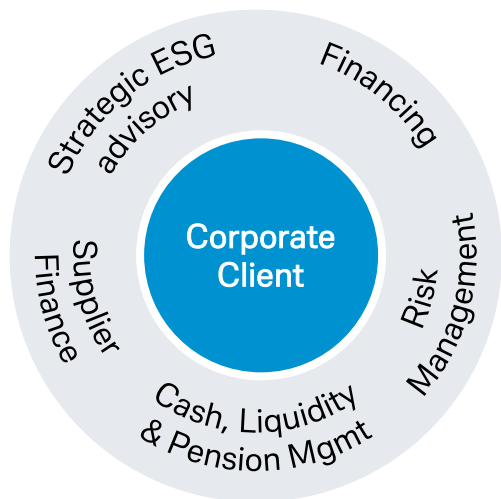 Strategic ESG
advisory
Financing
Corporate
Client
Supplier
Finance
Risk
Management
Cash, Liquidity
& Pension Mgmt